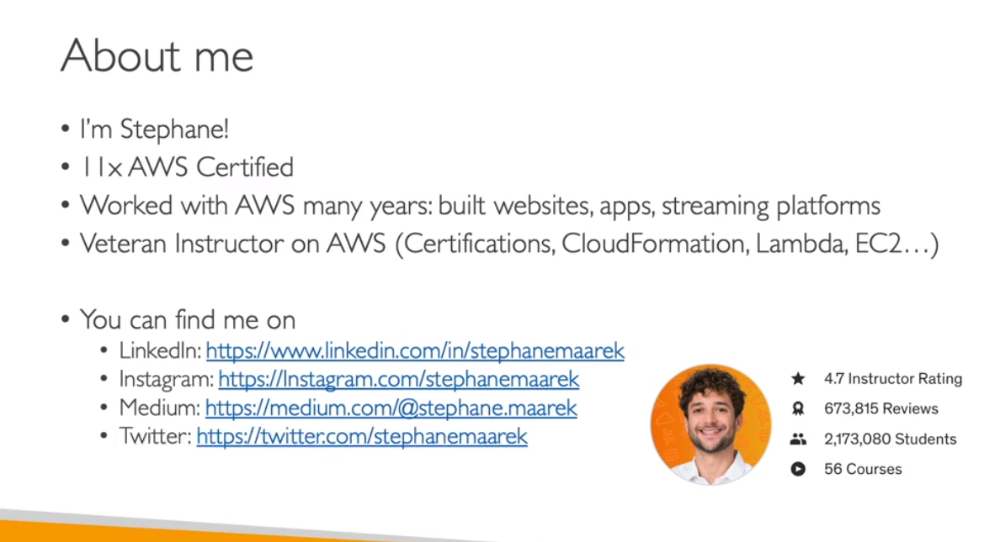 About me
• I'm Stephane!
• 11x AWS Certified
• Worked with AWS many years: built websites, apps, streaming platforms
• Veteran Instructor on AWS (Certifications, CloudFormation, Lambda, EC2…)
• You can find me on
• LinkedIn: https://www.linkedin.com/in/stephanemaarek
• Instagram: https://Instagram.com/stephanemaarek
• Medium: https://medium.com/@stephane.maarek
• Twitter: https://twitter.com/stephanemaarek
4.7 Instructor Rating
673,815 Reviews
2,173,080 Students
56 Courses